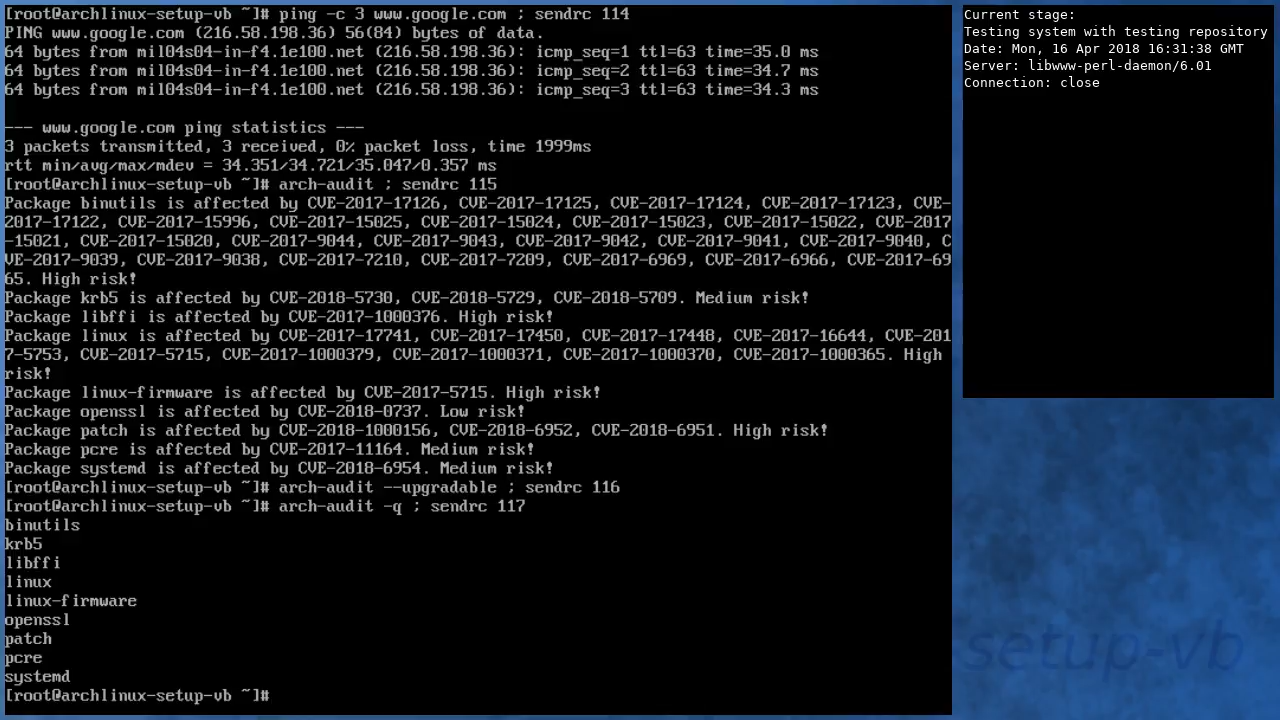 [root@archlinux-setup-vb ~]# ping -c 3 www.google.com ; sendrc 114
PING www.google.com (216.58.198.36) 56(84) bytes of data.
64 bytes from mil04s04-in-f4.1e100.net (216.58.198.36): icmp_seq=1 ttl=63 time=35.0 ms
64 bytes from mil04s04-in-f4.1e100.net (216.58.198.36): icmp_seq=2 ttl=63 time=34.7 ms
64 bytes from mil04s04-in-f4.1e100.net (216.58.198.36): icmp_seq=3 ttl=63 time=34.3 ms
--- www.google.com ping statistics ---
3 packets transmitted, 3 received, 0% packet loss, time 1999ms
rtt min/avg/max/mdev = 34.351/34.721/35.047/0.357 ms
[root@archlinux-setup-vb ~]# arch-audit ; sendrc 115
Package binutils is affected by CVE-2017-17126, CVE-2017-17125, CVE-2017-17124, CVE-2017-17123, CVE-
2017-17122, CVE-2017-15996, CVE-2017-15025, CVE-2017-15024, CVE-2017-15023, CVE-2017-15022, CVE-2017
-15021, CVE-2017-15020, CVE-2017-9044, CVE-2017-9043, CVE-2017-9042, CVE-2017-9041, CVE-2017-9040, C
VE-2017-9039, CVE-2017-9038, CVE-2017-7210, CVE-2017-7209, CVE-2017-6969, CVE-2017-6966, CVE-2017-69
65. High risk!
Package krb5 is affected by CVE-2018-5730, CVE-2018-5729, CVE-2018-5709. Medium risk!
Package libffi is affected by CVE-2017-1000376. High risk!
Package linux is affected by CVE-2017-17741, CVE-2017-17450, CVE-2017-17448, CVE-2017-16644, CVE-201
7-5753, CVE-2017-5715, CVE-2017-1000379, CVE-2017-1000371, CVE-2017-1000370, CVE-2017-1000365. High
risk!
Package linux-firmware is affected by CVE-2017-5715. High risk!
Package openssl is affected by CVE-2018-0737. Low risk!
Package patch is affected by CVE-2018-1000156, CVE-2018-6952, CVE-2018-6951. High risk!
Package pcre is affected by CVE-2017-11164. Medium risk!
Package systemd is affected by CVE-2018-6954. Medium risk!
[root@archlinux-setup-vb ~]# arch-audit --upgradable ; sendrc 116
[root@archlinux-setup-vb ~]# arch-audit -q ; sendrc 117
binutils
krb5
libffi
linux
linux-firmware
openssl
patch
pcre
systemd
[root@archlinux-setup-vb ~]#
Current stage:
Testing system with testing repository
Date: Mon, 16 Apr 2018 16:31:38 GMT
Server: libwww-perl-daemon/6.01
Connection: close
setup-vb